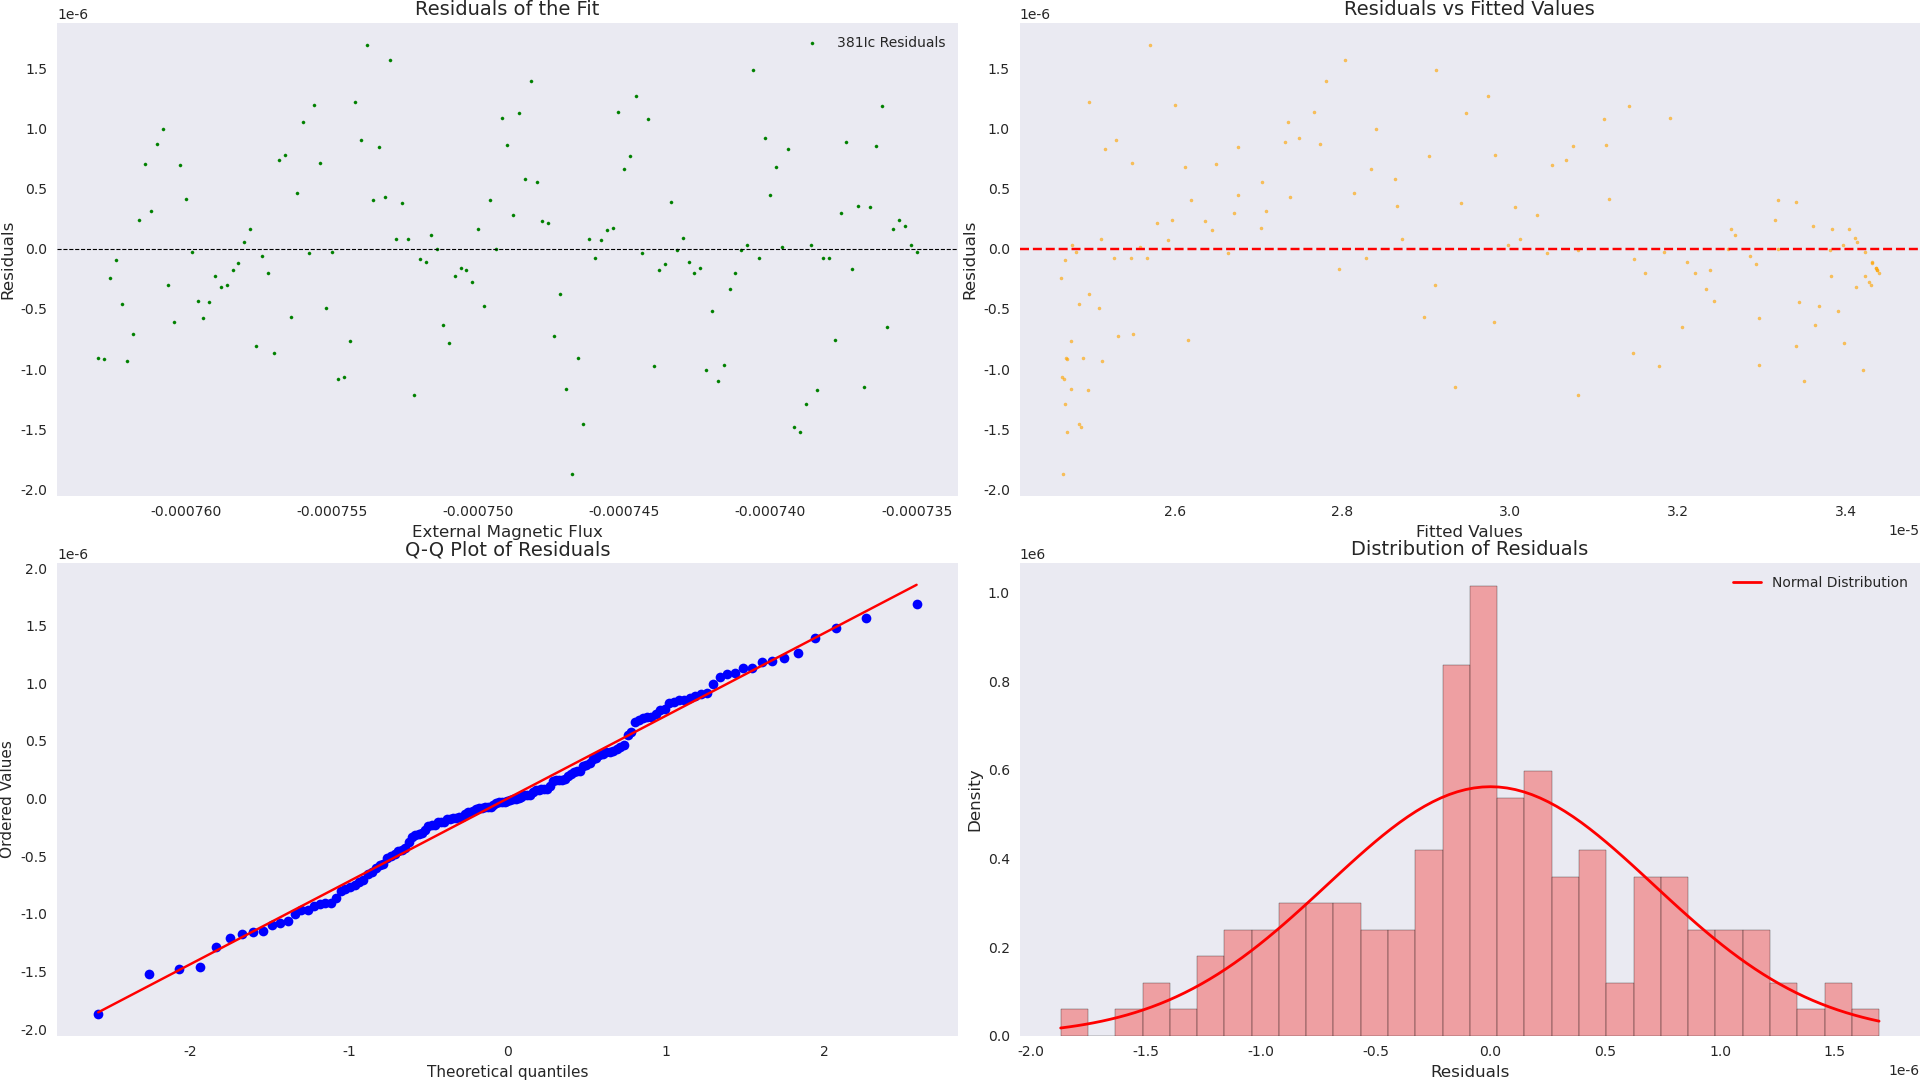 Residuals of the Fit
1e-6
381Ic Residuals
1.5
1.0
0.5
0.0
-0.5
-1.0
-1.5
-2.0
Residuals
-0.000760 -0.000755 -0.000750 -0.000745 -0.000740 -0.000735
External Magnetic Flux
Residuals vs Fitted Values
1e-6
1.5
1.0
0.5
0.0
-0.5
-1.0
-1.5
-2.0
Residuals
2.6 2.8 3.0 3.2 3.4
1e-5
Fitted Values
Q-Q Plot of Residuals
1e-6
2.0
1.5
1.0
0.5
0.0
-0.5
-1.0
-1.5
-2.0
Ordered Values
-2 -1 0 1 2
Theoretical quantiles
Distribution of Residuals
1e6
Normal Distribution
1.0
0.8
0.6
0.4
0.2
0.0
Density
-2.0 -1.5 -1.0 -0.5 0.0 0.5 1.0 1.5
1e-6
Residuals